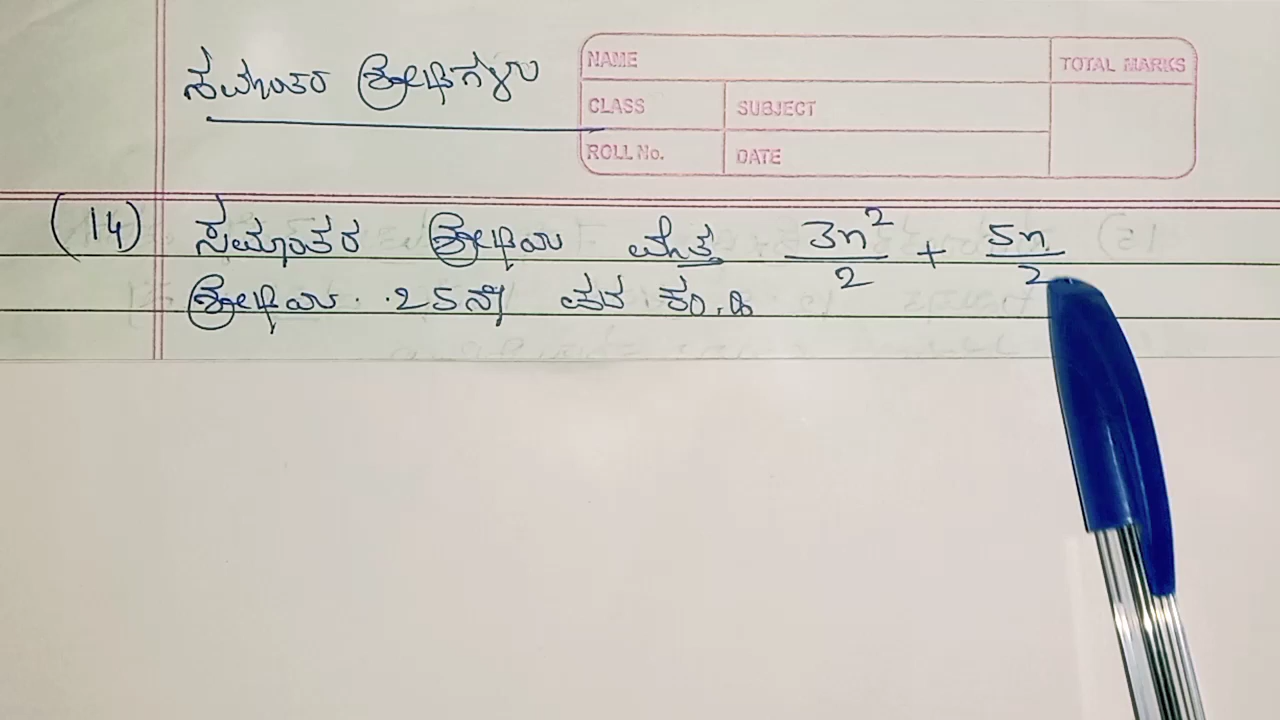 ಸಮಾಂತರ ಶ್ರೇಢಿಗಳು
NAME
TOTAL MARKS
CLASS
SUBJECT
ROLL No.
DATE
(14) ಸಮಾಂತರ ಶ್ರೇಢಿಯ ಮೊತ್ತ 3n²/2 + 5n/2
ಶ್ರೇಢಿಯ 25ನೇ ಪದ ಕಂ.ಹಿ